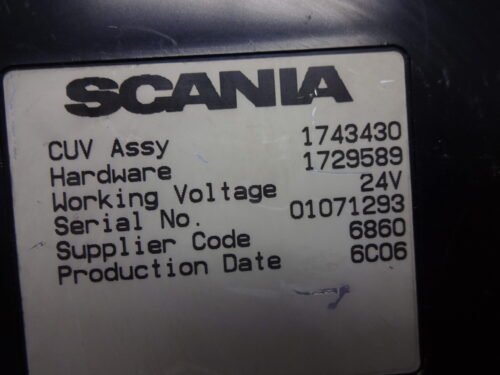 SCANIA
CUV Assy 1743430
Hardware 1729589
Working Voltage 24V
Serial No. 01071293
Supplier Code 6860
Production Date 6C06